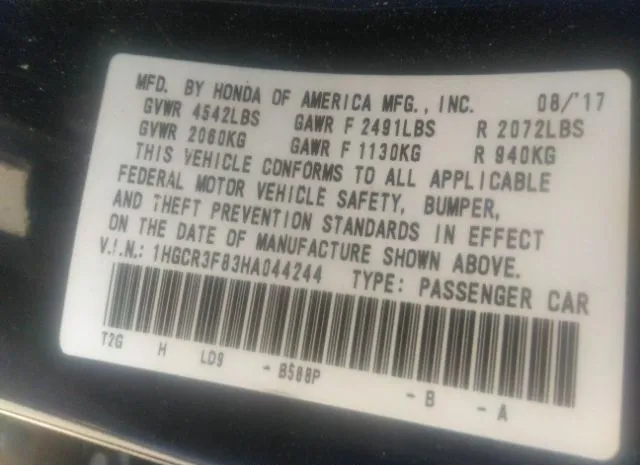 MFD. BY HONDA OF AMERICA MFG., INC. 08/'17
GVWR 4542LBS GAWR F 2491LBS R 2072LBS
GVWR 2060KG GAWR F 1130KG R 940KG
THIS VEHICLE CONFORMS TO ALL APPLICABLE
FEDERAL MOTOR VEHICLE SAFETY, BUMPER,
AND THEFT PREVENTION STANDARDS IN EFFECT
ON THE DATE OF MANUFACTURE SHOWN ABOVE.
V.I.N.: 1HGCR3F83HA044244 TYPE: PASSENGER CAR
T2G H LD9 - B588P - B - A